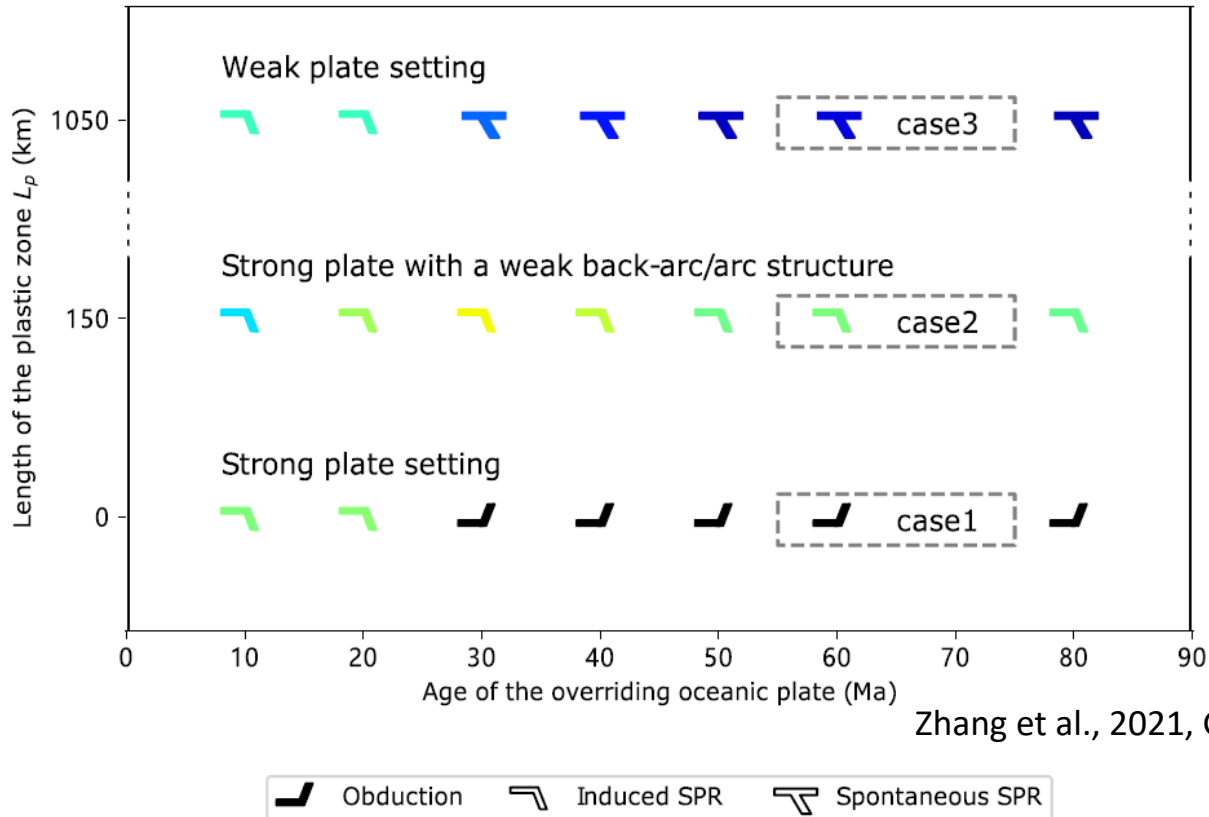 Weak plate setting
1050
case3
Strong plate with a weak back-arc/arc structure
150
case2
Strong plate setting
0
case1
Length of the plastic zone Lp (km)
0 10 20 30 40 50 60 70 80 90
Age of the overriding oceanic plate (Ma)
Zhang et al., 2021,
Obduction Induced SPR Spontaneous SPR